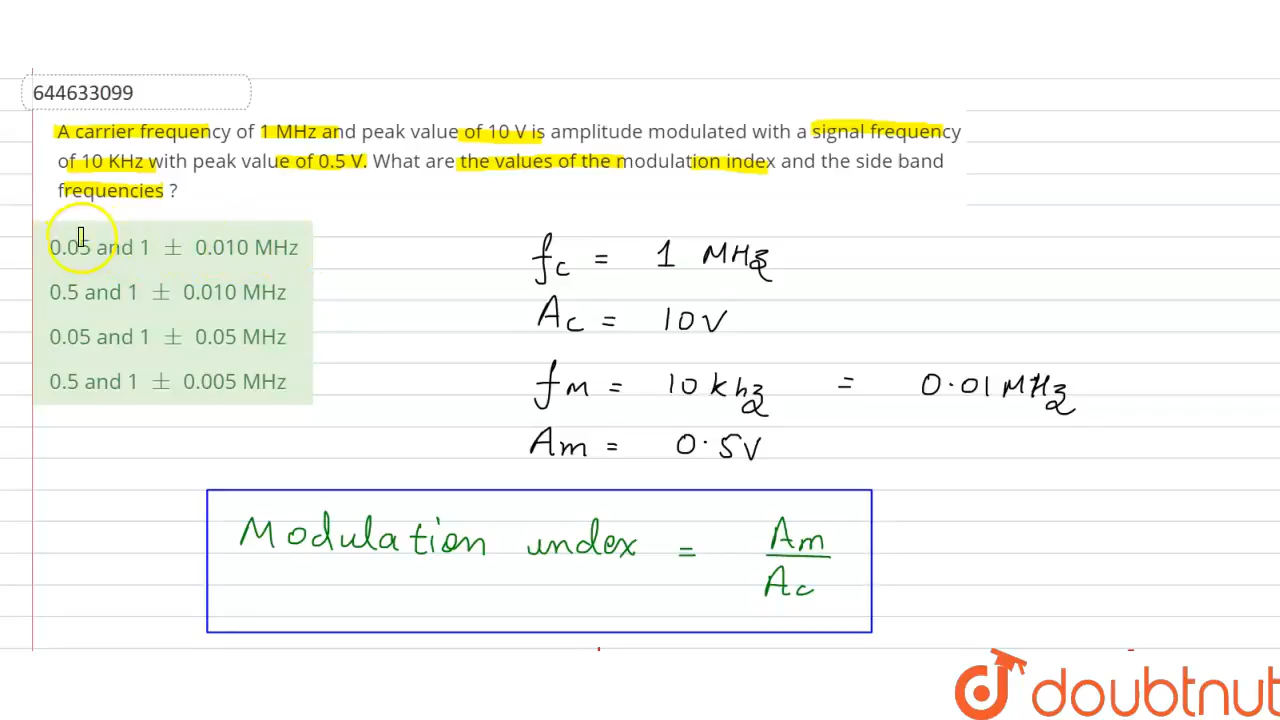 644633099
A carrier frequency of 1 MHz and peak value of 10 V is amplitude modulated with a signal frequency
of 10 KHz with peak value of 0.5 V. What are the values of the modulation index and the side band
frequencies ?
0.05 and 1 ± 0.010 MHz
0.5 and 1 ± 0.010 MHz
0.05 and 1 ± 0.05 MHz
0.5 and 1 ± 0.005 MHz
fc = 1 MHz
Ac = 10V
fm = 10 khz = 0.01 MHz
Am = 0.5V
Modulation index = Am
Ac
doubtnut